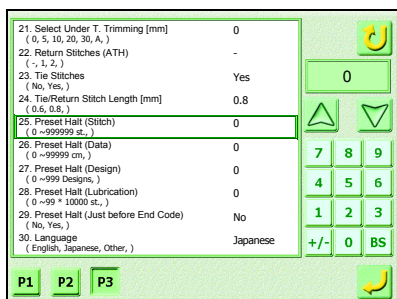 21. Select Under T. Trimming [mm] 0
( 0, 5, 10, 20, 30, A, )
22. Return Stitches (ATH) -
( -, 1, 2, )
23. Tie Stitches Yes
( No, Yes, )
24. Tie/Return Stitch Length [mm] 0.8
( 0.6, 0.8, )
25. Preset Halt (Stitch) 0
( 0 ~999999 st., )
26. Preset Halt (Data) 0
( 0 ~99999 cm, )
27. Preset Halt (Design) 0
( 0 ~999 Designs, )
28. Preset Halt (Lubrication) 0
( 0 ~99 * 10000 st., )
29. Preset Halt (Just before End Code) No
( No, Yes, )
30. Language Japanese
( English, Japanese, Other, )
0
7 8 9
4 5 6
1 2 3
+/- 0 BS
P1 P2 P3